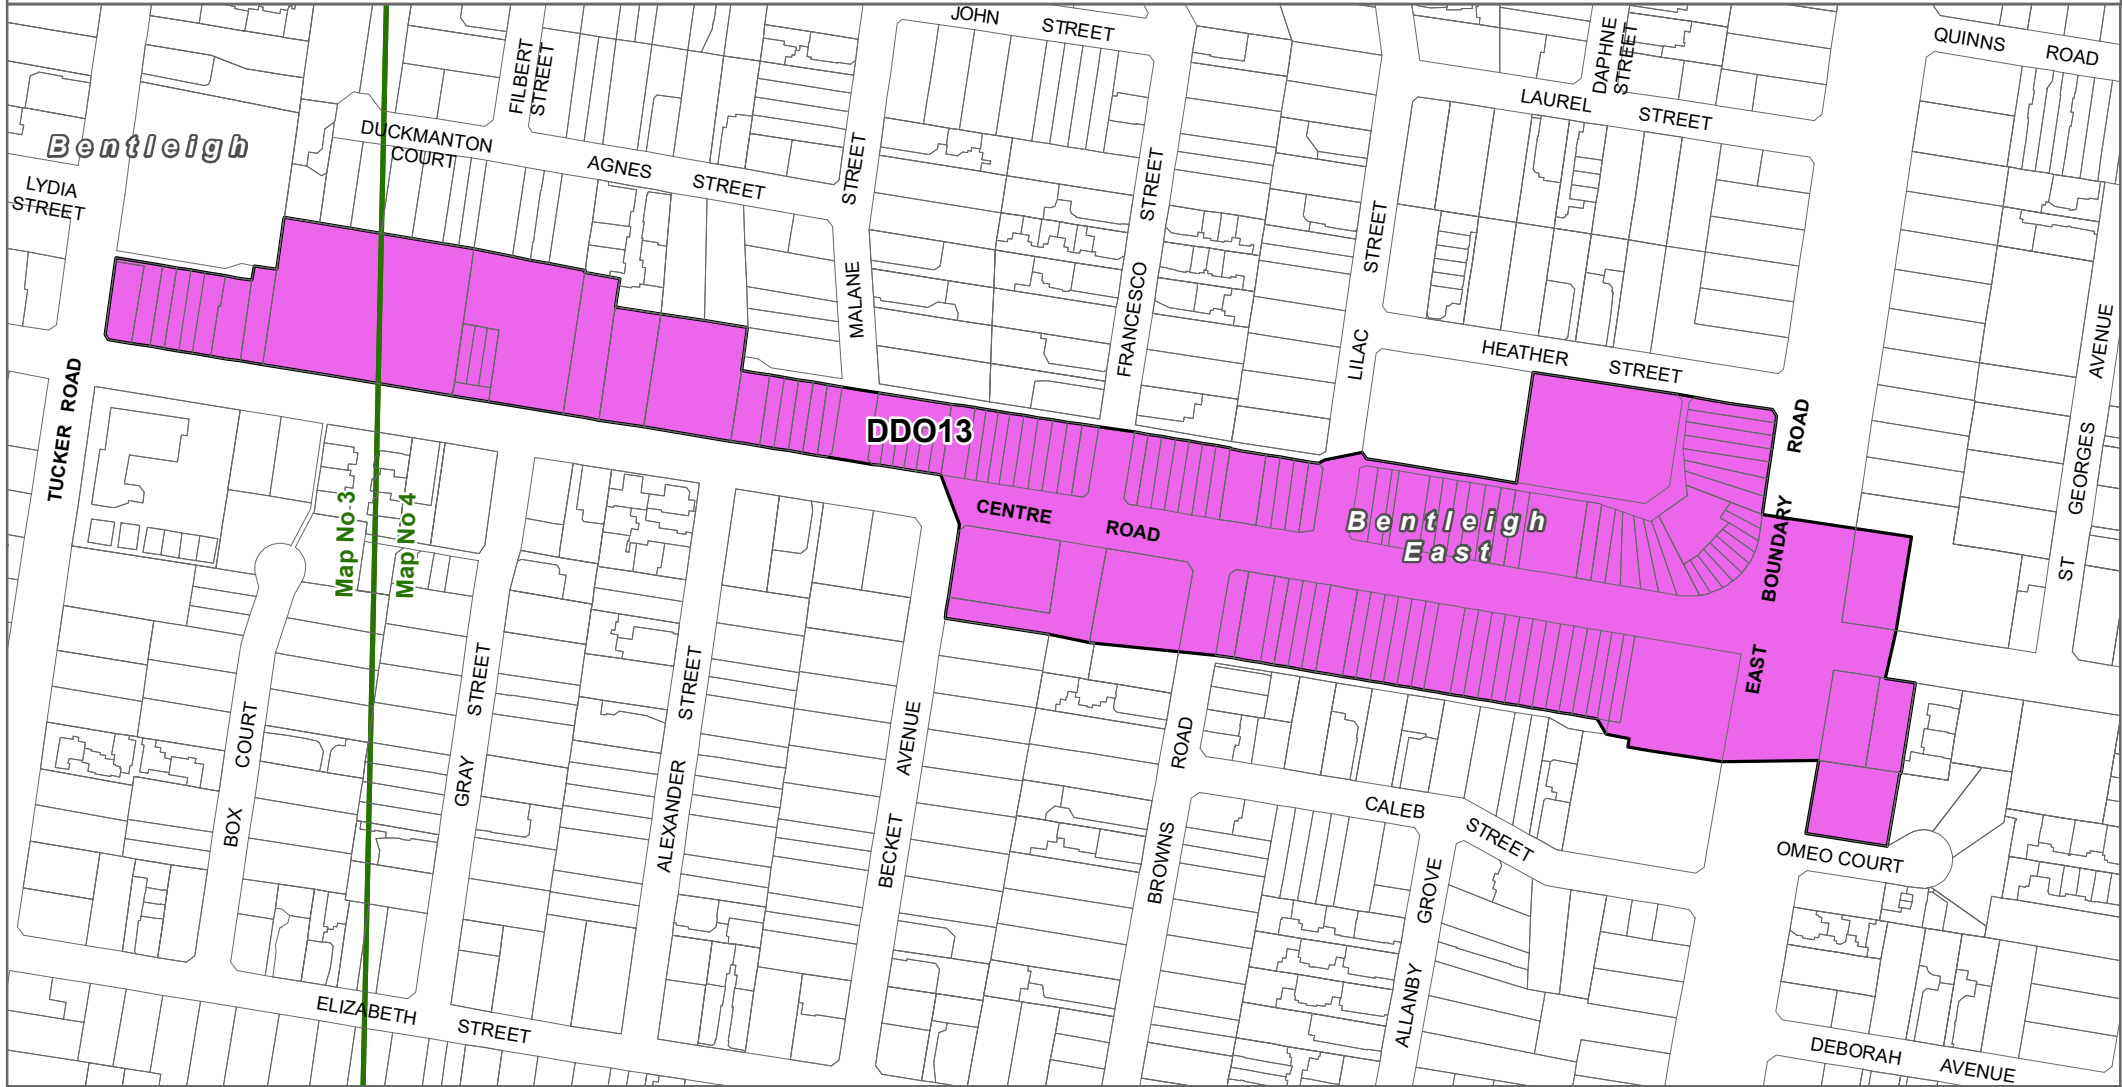 JOHN STREET
QUINNS ROAD
FILBERT
STREET
DAPHNE
STREET
LAUREL STREET
Bentleigh
DUCKMANTON
COURT
AGNES STREET
LYDIA
STREET
MALANE STREET
FRANCESCO STREET
LILAC STREET
HEATHER STREET
ST GEORGES AVENUE
TUCKER ROAD
DDO13
CENTRE ROAD
Bentleigh
East
EAST BOUNDARY ROAD
Map No 3
Map No 4
BOX COURT
GRAY STREET
ALEXANDER STREET
BECKET AVENUE
BROWNS ROAD
CALEB STREET
ALLANBY GROVE
OMEO COURT
ELIZABETH STREET
DEBORAH AVENUE